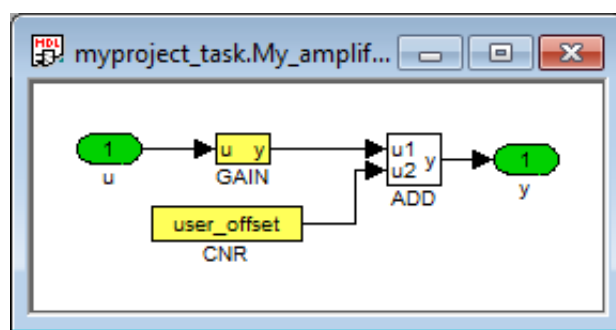 MDL
myproject_task.My_amplif...
1
u
u y
GAIN
u1
u2
y
ADD
1
y
user_offset
CNR